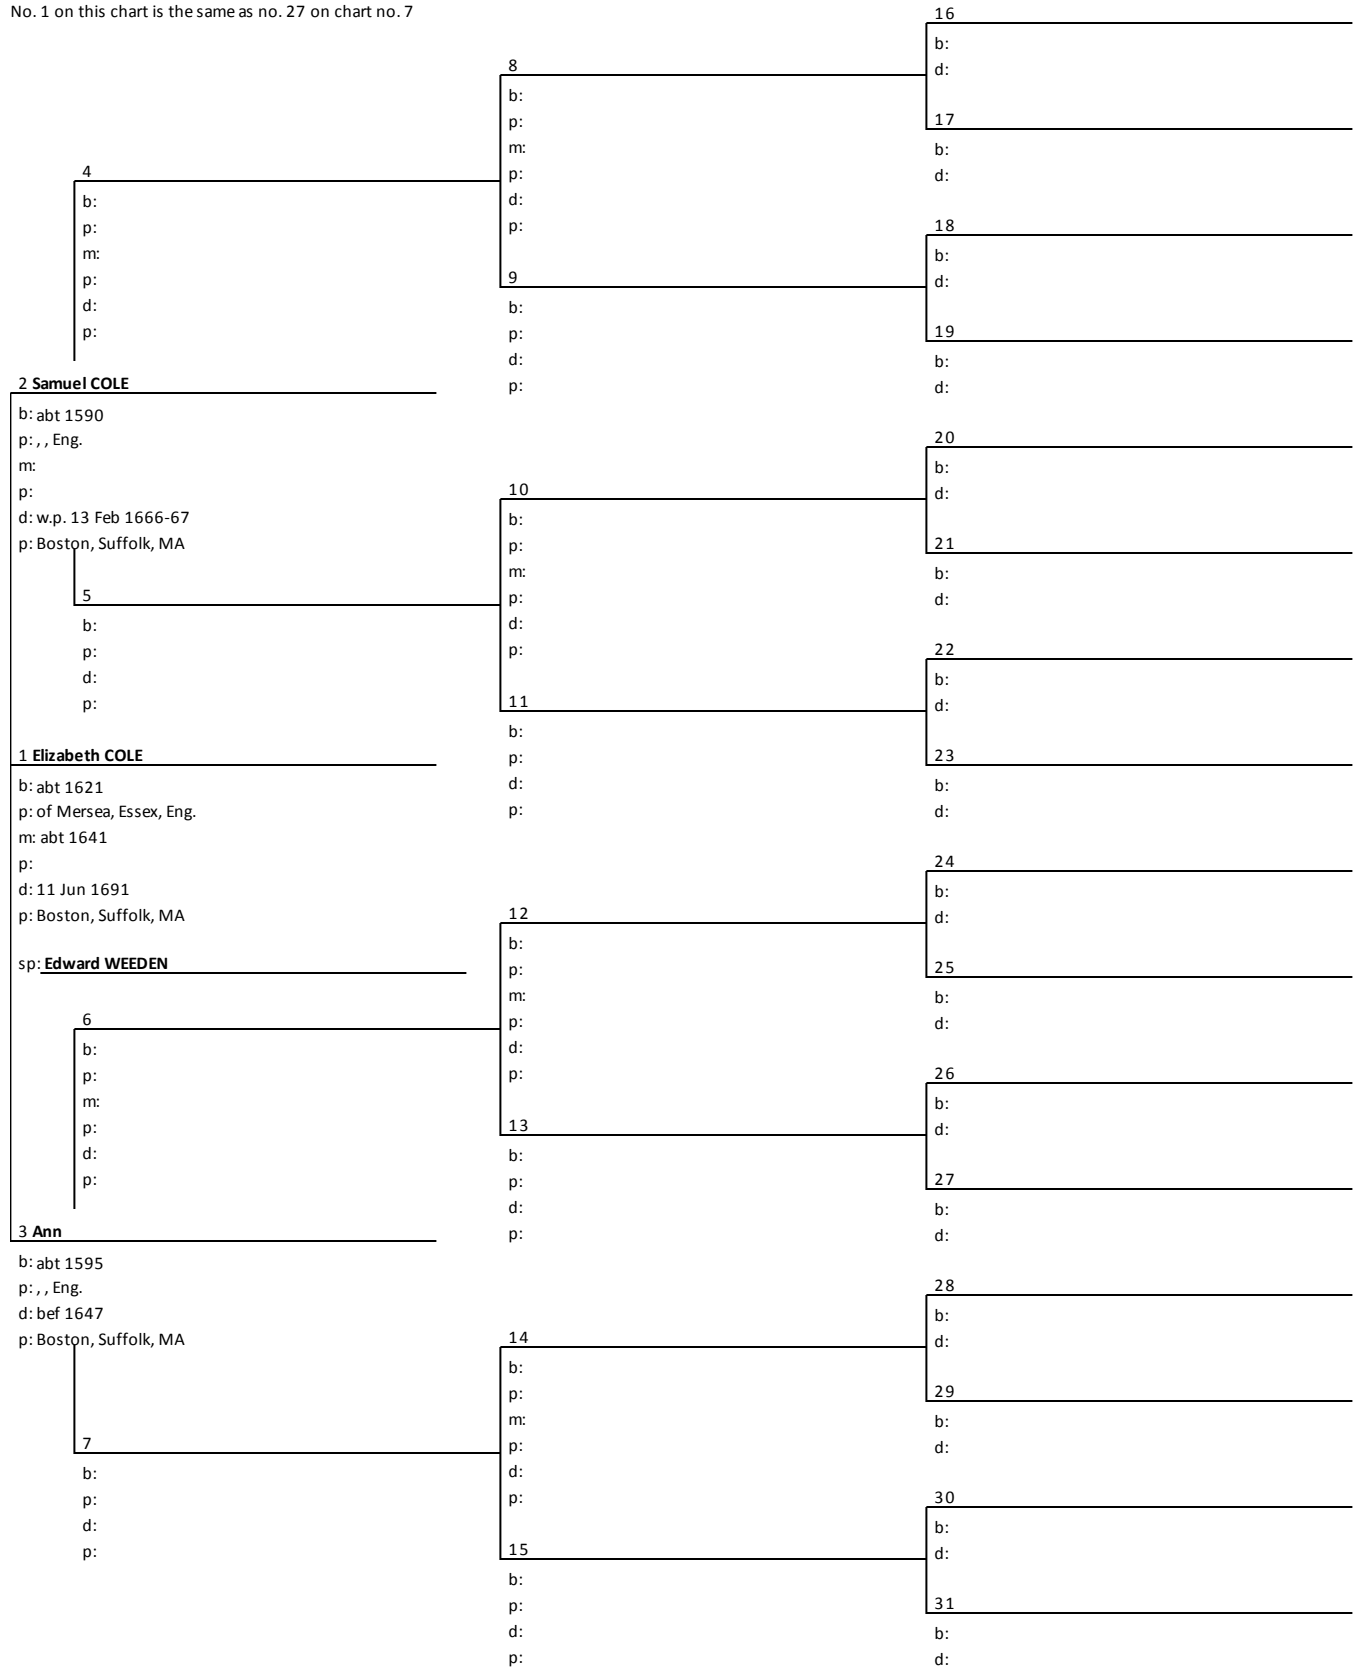 No. 1 on this chart is the same as no. 27 on chart no. 7
4
b:
p:
m:
p:
d:
p:
2 Samuel COLE
b: abt 1590
p: , , Eng.
m:
p:
d: w.p. 13 Feb 1666-67
p: Boston, Suffolk, MA
5
b:
p:
d:
p:
1 Elizabeth COLE
b: abt 1621
p: of Mersea, Essex, Eng.
m: abt 1641
p:
d: 11 Jun 1691
p: Boston, Suffolk, MA
sp: Edward WEEDEN
6
b:
p:
m:
p:
d:
p:
3 Ann
b: abt 1595
p: , , Eng.
d: bef 1647
p: Boston, Suffolk, MA
7
b:
p:
d:
p:
8
b:
p:
m:
p:
d:
p:
9
b:
p:
d:
p:
10
b:
p:
m:
p:
d:
p:
11
b:
p:
d:
p:
12
b:
p:
m:
p:
d:
p:
13
b:
p:
d:
p:
14
b:
p:
m:
p:
d:
p:
15
b:
p:
d:
p:
16
b:
d:
17
b:
d:
18
b:
d:
19
b:
d:
20
b:
d:
21
b:
d:
22
b:
d:
23
b:
d:
24
b:
d:
25
b:
d:
26
b:
d:
27
b:
d:
28
b:
d:
29
b:
d:
30
b:
d:
31
b:
d: